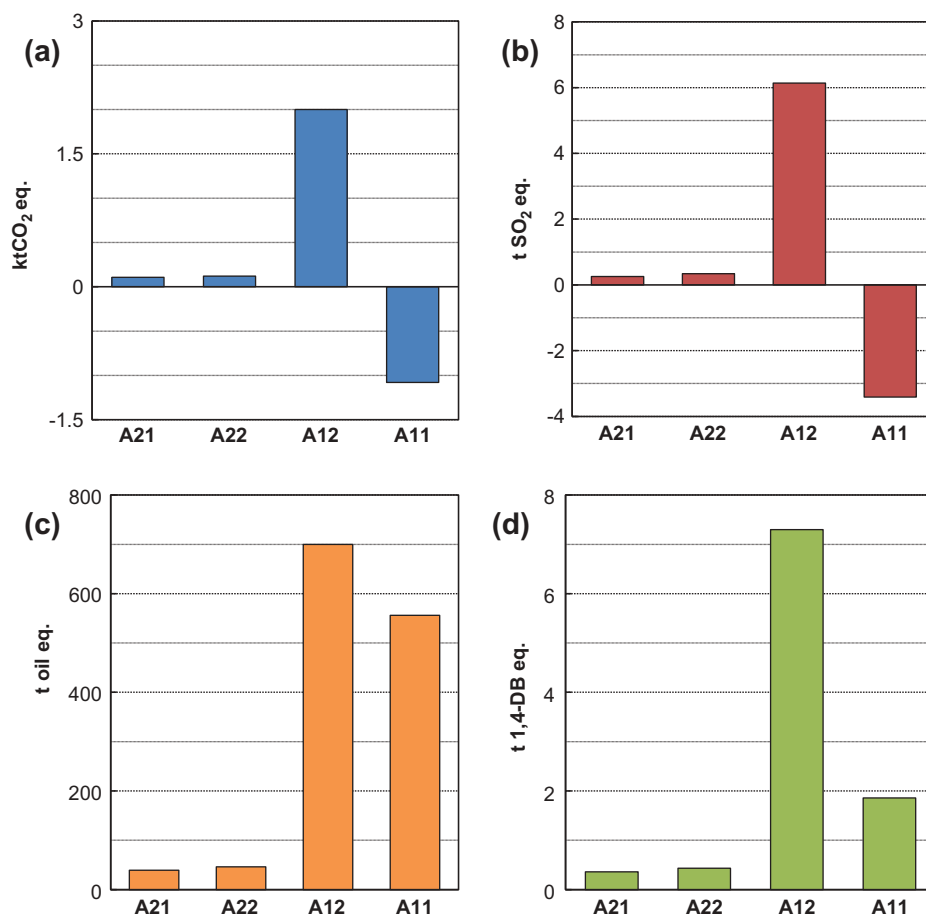 (a)
3
1.5
0
-1.5
ktCO₂ eq.
A21 A22 A12 A11
(b)
8
6
4
2
0
-2
-4
t SO₂ eq.
A21 A22 A12 A11
(c)
800
600
400
200
0
t oil eq.
A21 A22 A12 A11
(d)
8
6
4
2
0
t 1,4-DB eq.
A21 A22 A12 A11